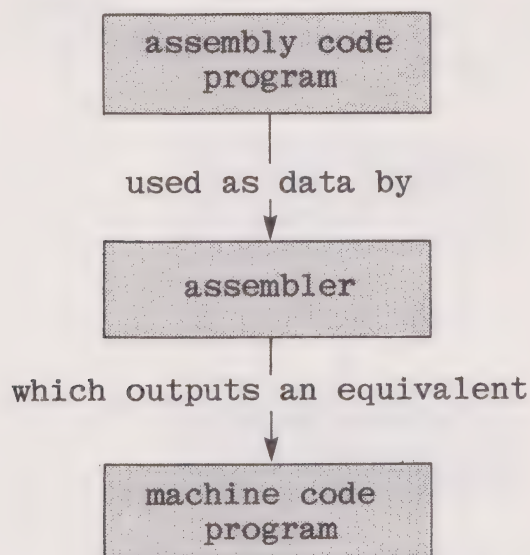 assembly code
program
used as data by
assembler
which outputs an equivalent
machine code
program